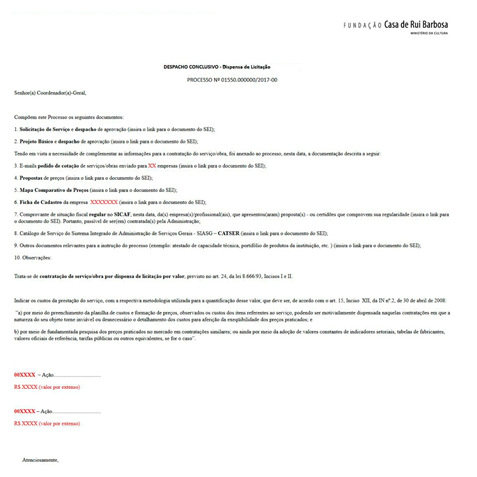 FUNDAÇÃO Casa de Rui Barbosa
MINISTÉRIO DA CULTURA
DESPACHO CONCLUSIVO - Dispensa de Licitação
PROCESSO Nº 01550.000000/2017-00
Senhor(a) Coordenador(a)-Geral,
Compõem este Processo os seguintes documentos:
1. Solicitação da Serviço e despacho de aprovação (insira o link para o documento do SEI);
2. Projeto Básico e despacho de aprovação (insira o link para o documento do SEI);
Tendo em vista a necessidade de complementar as informações para a contratação do serviço/obra, foi anexado ao processo, nesta data, a documentação descrita a seguir:
3. E-mails pedido de cotação de serviços/obras enviado para XX empresas (insira o link para o documento do SEI);
4. Propostas de preços (insira o link para o documento do SEI);
5. Mapa Comparativo de Preços (insira o link para o documento do SEI);
6. Ficha de Cadastro da empresa XXXXXXX (insira o link para o documento do SEI);
7. Comprovante de situação fiscal regular no SICAF, nesta data, da(s) empresa(s)/profissional(ais), que apresentou(aram) proposta(s) - ou certidões que comprovem sua regularidade (insira o link para
o documento do SEI). Portanto, passível de ser(em) contratada(s) pela Administração;
8. Catálogo de Serviço do Sistema Integrado de Administração de Serviços Gerais - SIASG – CATSER (insira o link para o documento do SEI);
9. Outros documentos relevantes para a instrução do processo (exemplo: atestado de capacidade técnica, portifólio de produtos da instituição, etc. ) (insira o link para o documento do SEI);
10. Observações:
Trata-se de contratação de serviço/obra por dispensa de licitação por valor, previsto no art. 24, da lei 8.666/93, Incisos I e II.
Indicar os custos da prestação do serviço, com a respectiva metodologia utilizada para a quantificação desse valor, que deve ser, de acordo com o art. 15, Inciso XII, da IN nº.2, de 30 de abril de 2008:
"a) por meio do preenchimento da planilha de custos e formação de preços, observados os custos dos itens referentes ao serviço, podendo ser motivadamente dispensada naquelas contratações em que a
natureza do seu objeto torne inviável ou desnecessário o detalhamento dos custos para aferição da exeqüibilidade dos preços praticados; e
b) por meio de fundamentada pesquisa dos preços praticados no mercado em contratações similares; ou ainda por meio da adoção de valores constantes de indicadores setoriais, tabelas de fabricantes,
valores oficiais de referência, tarifas públicas ou outros equivalentes, se for o caso".
00XXXX – Ação...................................
R$ XXXX (valor por extenso)
00XXXX – Ação...................................
R$ XXXX (valor por extenso)
Atenciosamente,